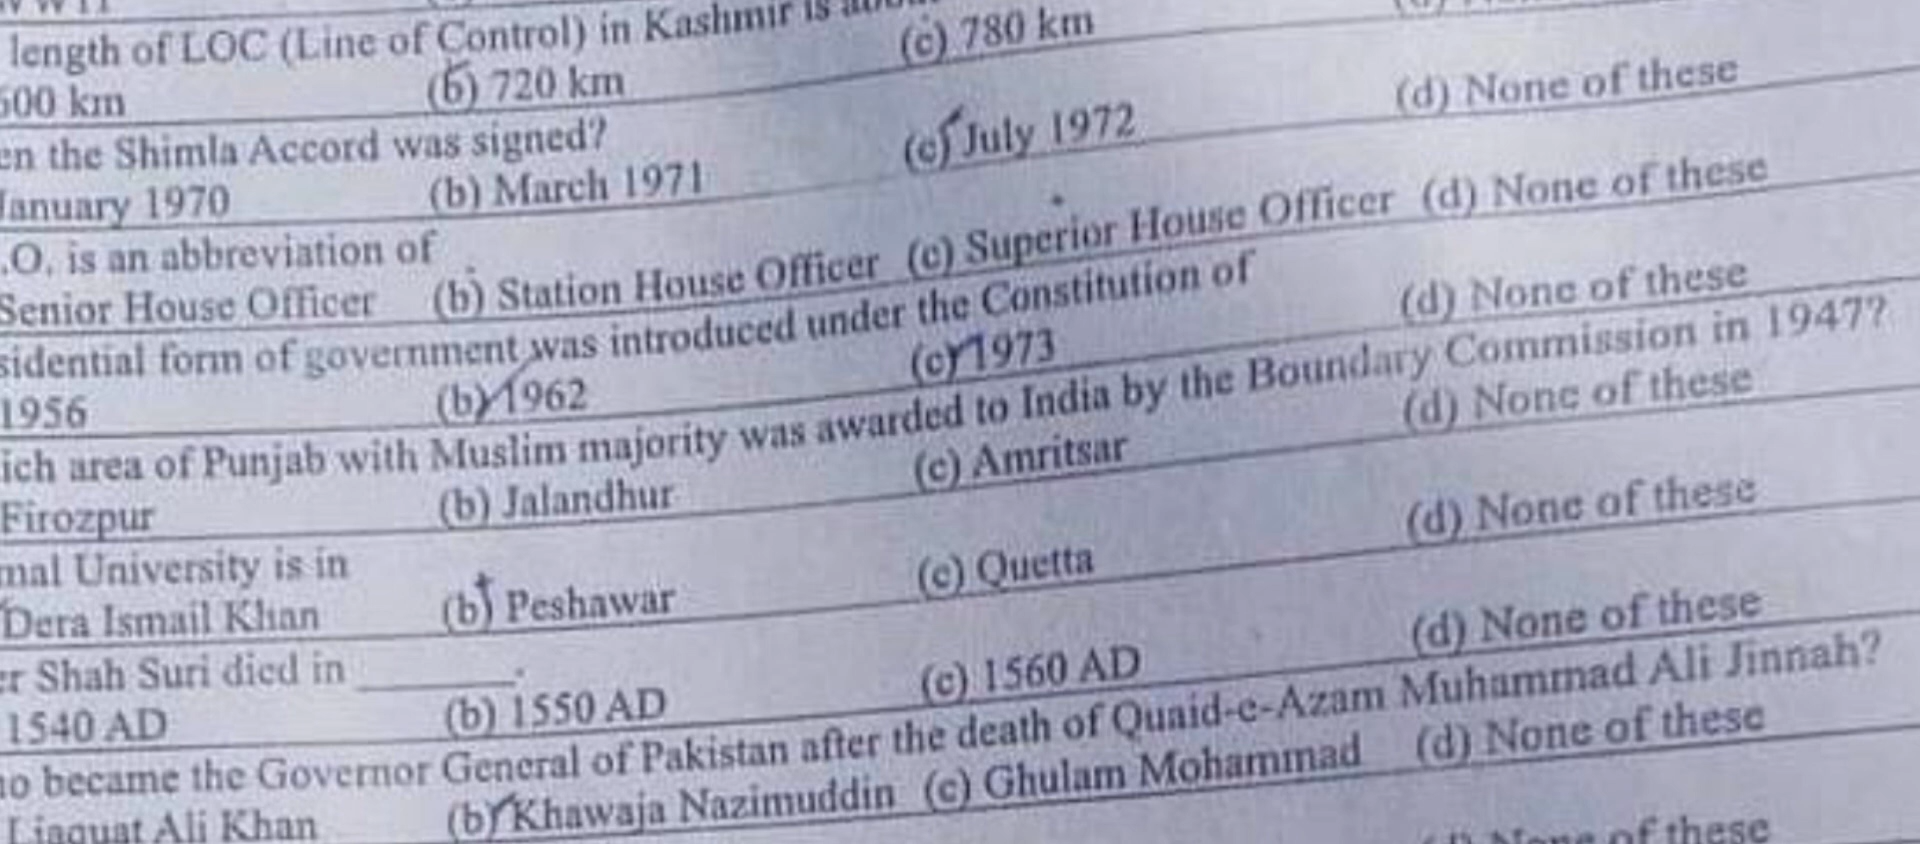 length of LOC (Line of Control) in Kashmir is
500 km (b) 720 km (c) 780 km
en the Shimla Accord was signed?
January 1970 (b) March 1971 (c) July 1972 (d) None of these
.O. is an abbreviation of
Senior House Officer (b) Station House Officer (c) Superior House Officer (d) None of these
sidential form of government was introduced under the Constitution of
1956 (b) 1962 (c) 1973 (d) None of these
ich area of Punjab with Muslim majority was awarded to India by the Boundary Commission in 1947?
Firozpur (b) Jalandhur (c) Amritsar (d) None of these
mal University is in
Dera Ismail Khan (b) Peshawar (c) Quetta (d) None of these
er Shah Suri died in ________.
1540 AD (b) 1550 AD (c) 1560 AD (d) None of these
ho became the Governor General of Pakistan after the death of Quaid-e-Azam Muhammad Ali Jinnah?
Liaquat Ali Khan (b) Khawaja Nazimuddin (c) Ghulam Mohammad (d) None of these
None of these